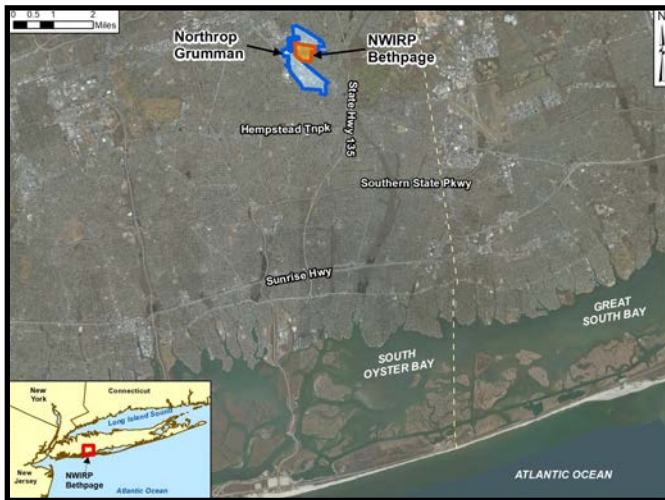 0 0.5 1 2
Miles
N
Northrop
Grumman
NWIRP
Bethpage
Hempstead Tnpk
State Hwy 135
Southern State Pkwy
Sunrise Hwy
GREAT
SOUTH BAY
SOUTH
OYSTER BAY
ATLANTIC OCEAN
New
York
Connecticut
Long Island Sound
New
Jersey
NWIRP
Bethpage
Atlantic Ocean